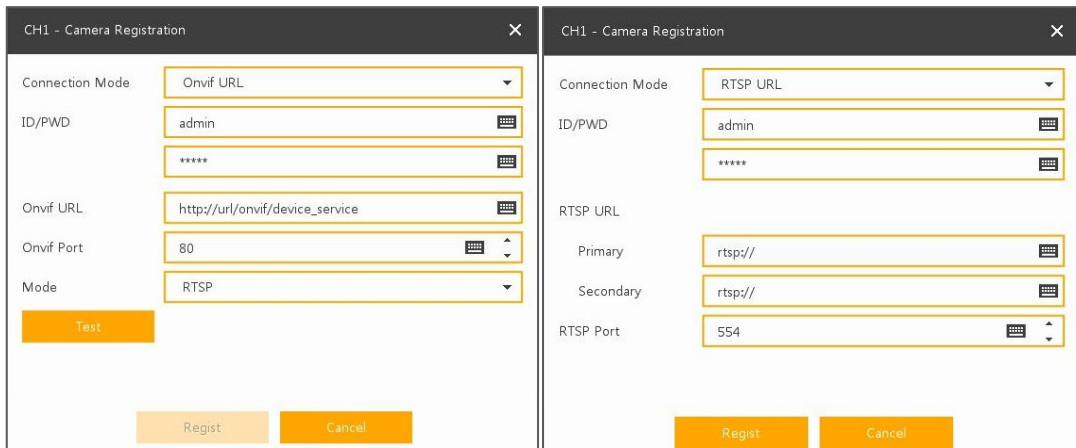 CH1 - Camera Registration
Connection Mode Onvif URL
ID/PWD admin
*****
Onvif URL http://url/onvif/device_service
Onvif Port 80
Mode RTSP
Test
Regist Cancel
CH1 - Camera Registration
Connection Mode RTSP URL
ID/PWD admin
*****
RTSP URL
Primary rtsp://
Secondary rtsp://
RTSP Port 554
Regist Cancel